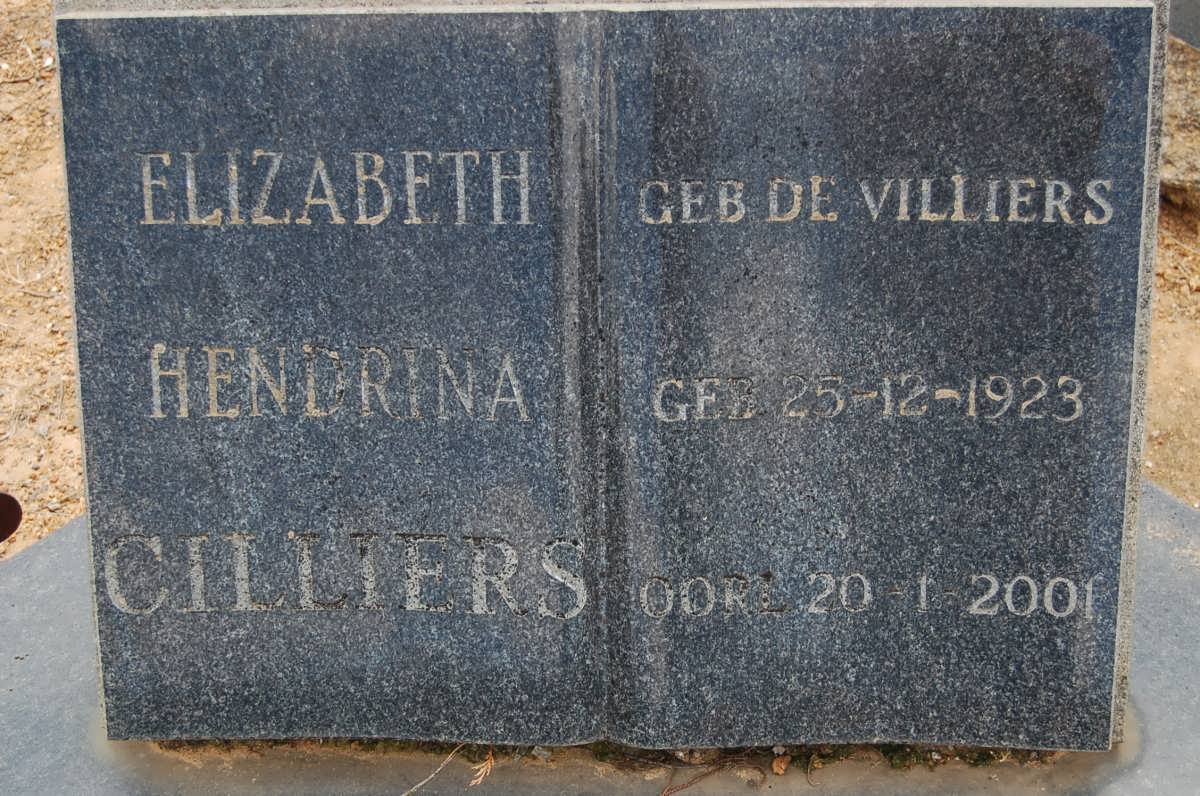 ELIZABETH
HENDRINA
CILLIERS
GEB DE VILLIERS
GEB 25-12-1923
OORL 20-1-2001